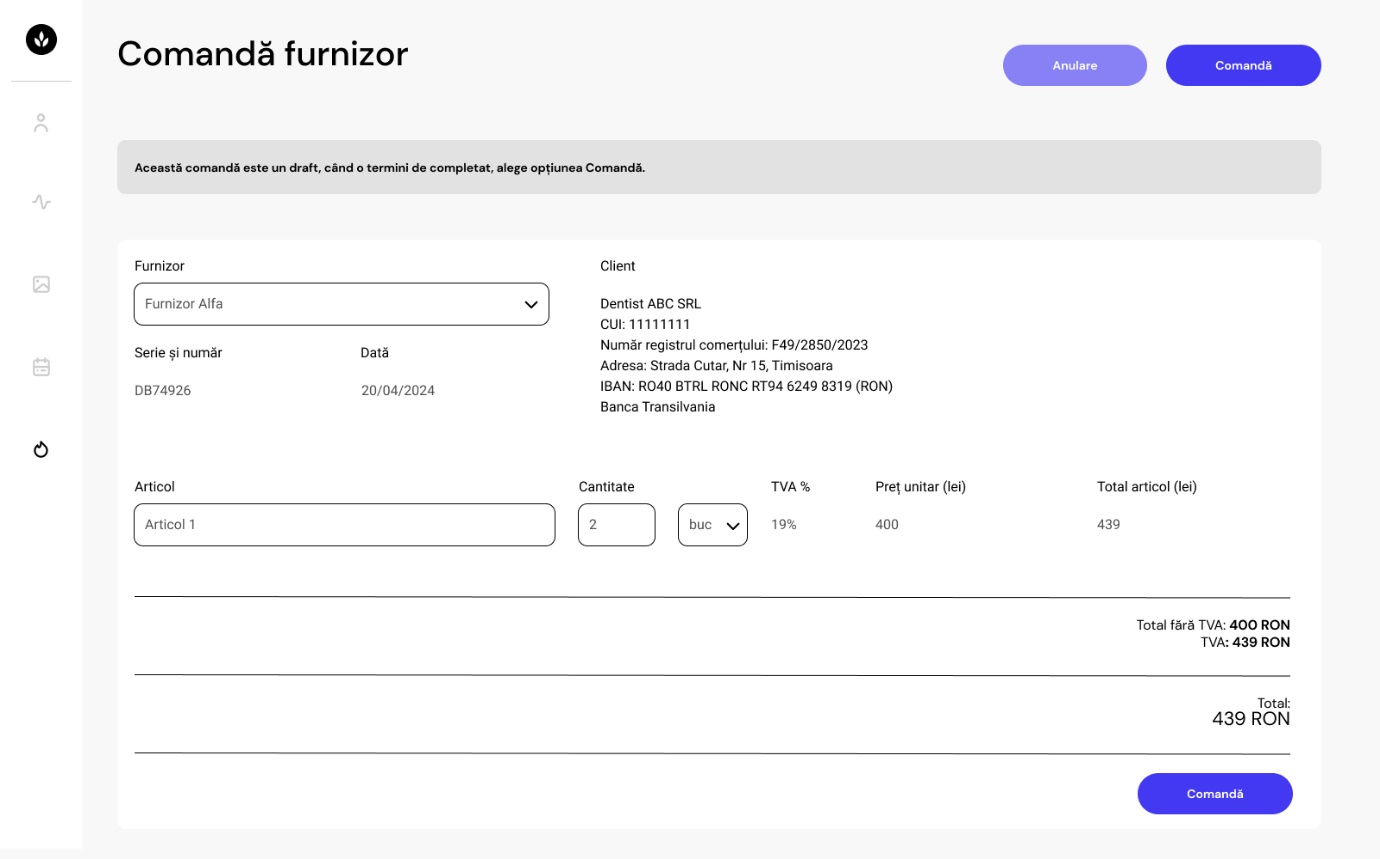 Comandă furnizor
Anulare
Comandă
Această comandă este un draft, când o termini de completat, alege opțiunea Comandă.
Furnizor
Furnizor Alfa
Serie și număr
Dată
DB74926
20/04/2024
Client
Dentist ABC SRL
CUI: 11111111
Număr registrul comerțului: F49/2850/2023
Adresa: Strada Cutar, Nr 15, Timisoara
IBAN: RO40 BTRL RONC RT94 6249 8319 (RON)
Banca Transilvania
Articol
Cantitate
TVA %
Preț unitar (lei)
Total articol (lei)
Articol 1
2
buc
19%
400
439
Total fără TVA: 400 RON
TVA: 439 RON
Total:
439 RON
Comandă